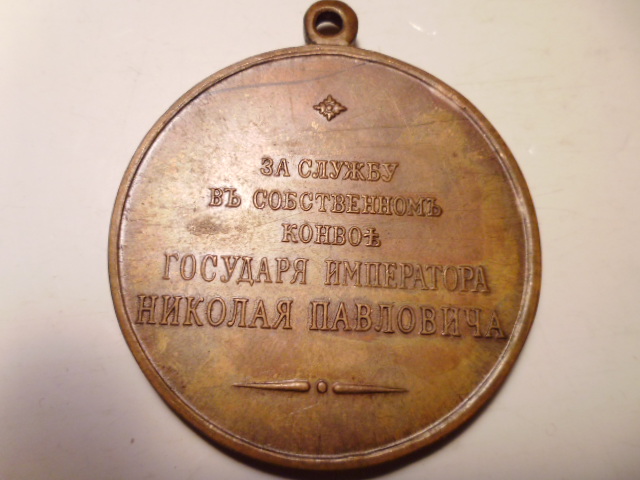 ЗА СЛУЖБУ
ВЪ СОБСТВЕННОМЪ
КОНВОѢ
ГОСУДАРЯ ИМПЕРАТОРА
НИКОЛАЯ ПАВЛОВИЧА